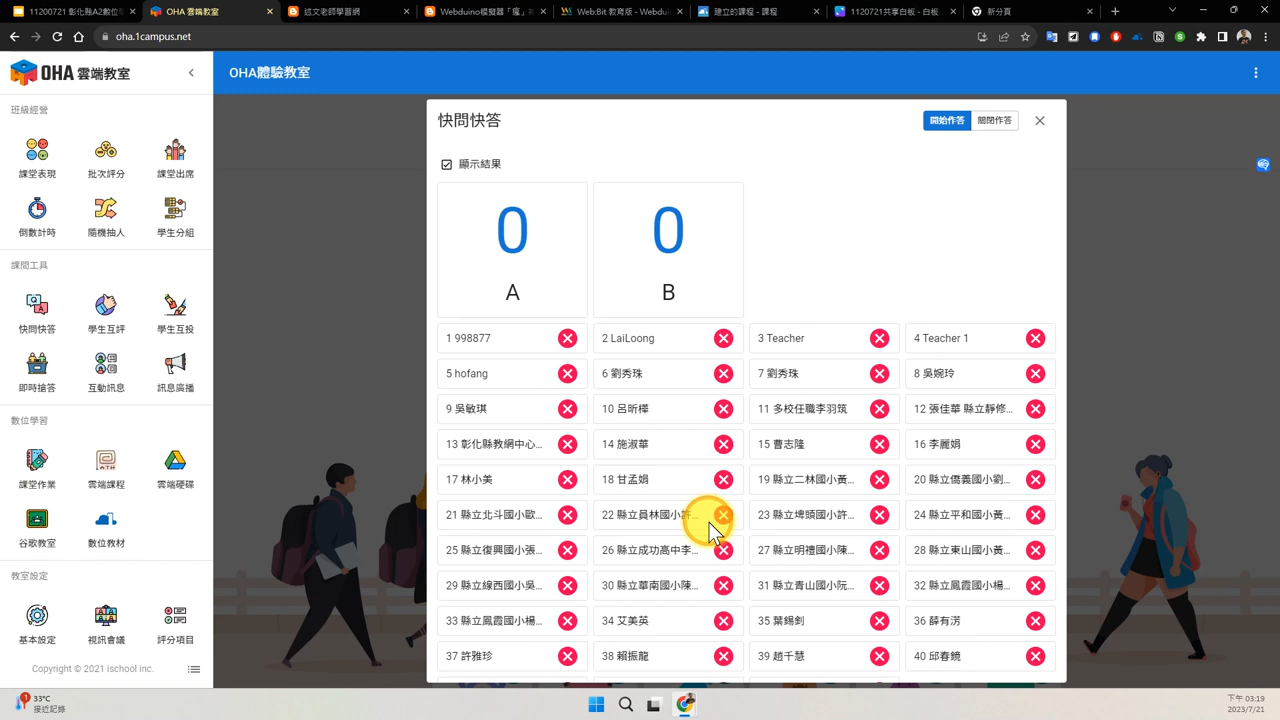 11200721 彰化縣A2數位學
OHA 雲端教室
逑文老師學習網
Webduino模擬器「瘋」神
Web:Bit 教育版 - Webduino
建立的課程 - 課程
1120721共享白板 - 白板
新分頁
oha.1campus.net
OHA 雲端教室
OHA體驗教室
班級經營
課堂表現
批次評分
課堂出席
倒數計時
隨機抽人
學生分組
課間工具
快問快答
學生互評
學生互投
即時搶答
互動訊息
訊息廣播
數位學習
課堂作業
雲端課程
雲端硬碟
谷歌教室
數位教材
教室設定
基本設定
視訊會議
評分項目
Copyright © 2021 ischool inc.
快問快答
開始作答
關閉作答
顯示結果
0
0
A
B
1 998877
2 LaiLoong
3 Teacher
4 Teacher 1
5 hofang
6 劉秀珠
7 劉秀珠
8 吳婉玲
9 吳敏琪
10 呂昕樺
11 多校任職李羽筑
12 張佳華 縣立靜修...
13 彰化縣教網中心...
14 施淑華
15 曹志隆
16 李麗娟
17 林小美
18 甘孟娟
19 縣立二林國小黃...
20 縣立僑義國小劉...
21 縣立北斗國小歐...
22 縣立員林國小許...
23 縣立埤頭國小許...
24 縣立平和國小黃...
25 縣立復興國小張...
26 縣立成功高中李...
27 縣立明禮國小陳...
28 縣立東山國小黃...
29 縣立線西國小吳...
30 縣立華南國小陳...
31 縣立青山國小阮...
32 縣立鳳霞國小楊...
33 縣立鳳霞國小楊...
34 艾美英
35 葉錫釗
36 薛有淓
37 許雅珍
38 賴振龍
39 趙千慧
40 邱春鏡
33°C
接近記錄
下午 03:19
2023/7/21